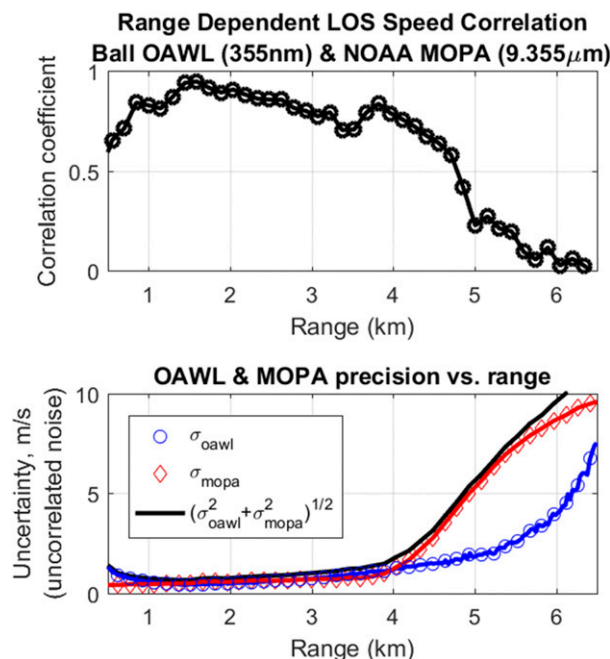 Range Dependent LOS Speed Correlation
Ball OAWL (355nm) & NOAA MOPA (9.355μm)
Correlation coefficient
1
0.5
0
1 2 3 4 5 6
Range (km)
OAWL & MOPA precision vs. range
Uncertainty, m/s
(uncorrelated noise)
10
5
0
σoawl
σmopa
(σ²oawl+σ²mopa)^1/2
1 2 3 4 5 6
Range (km)